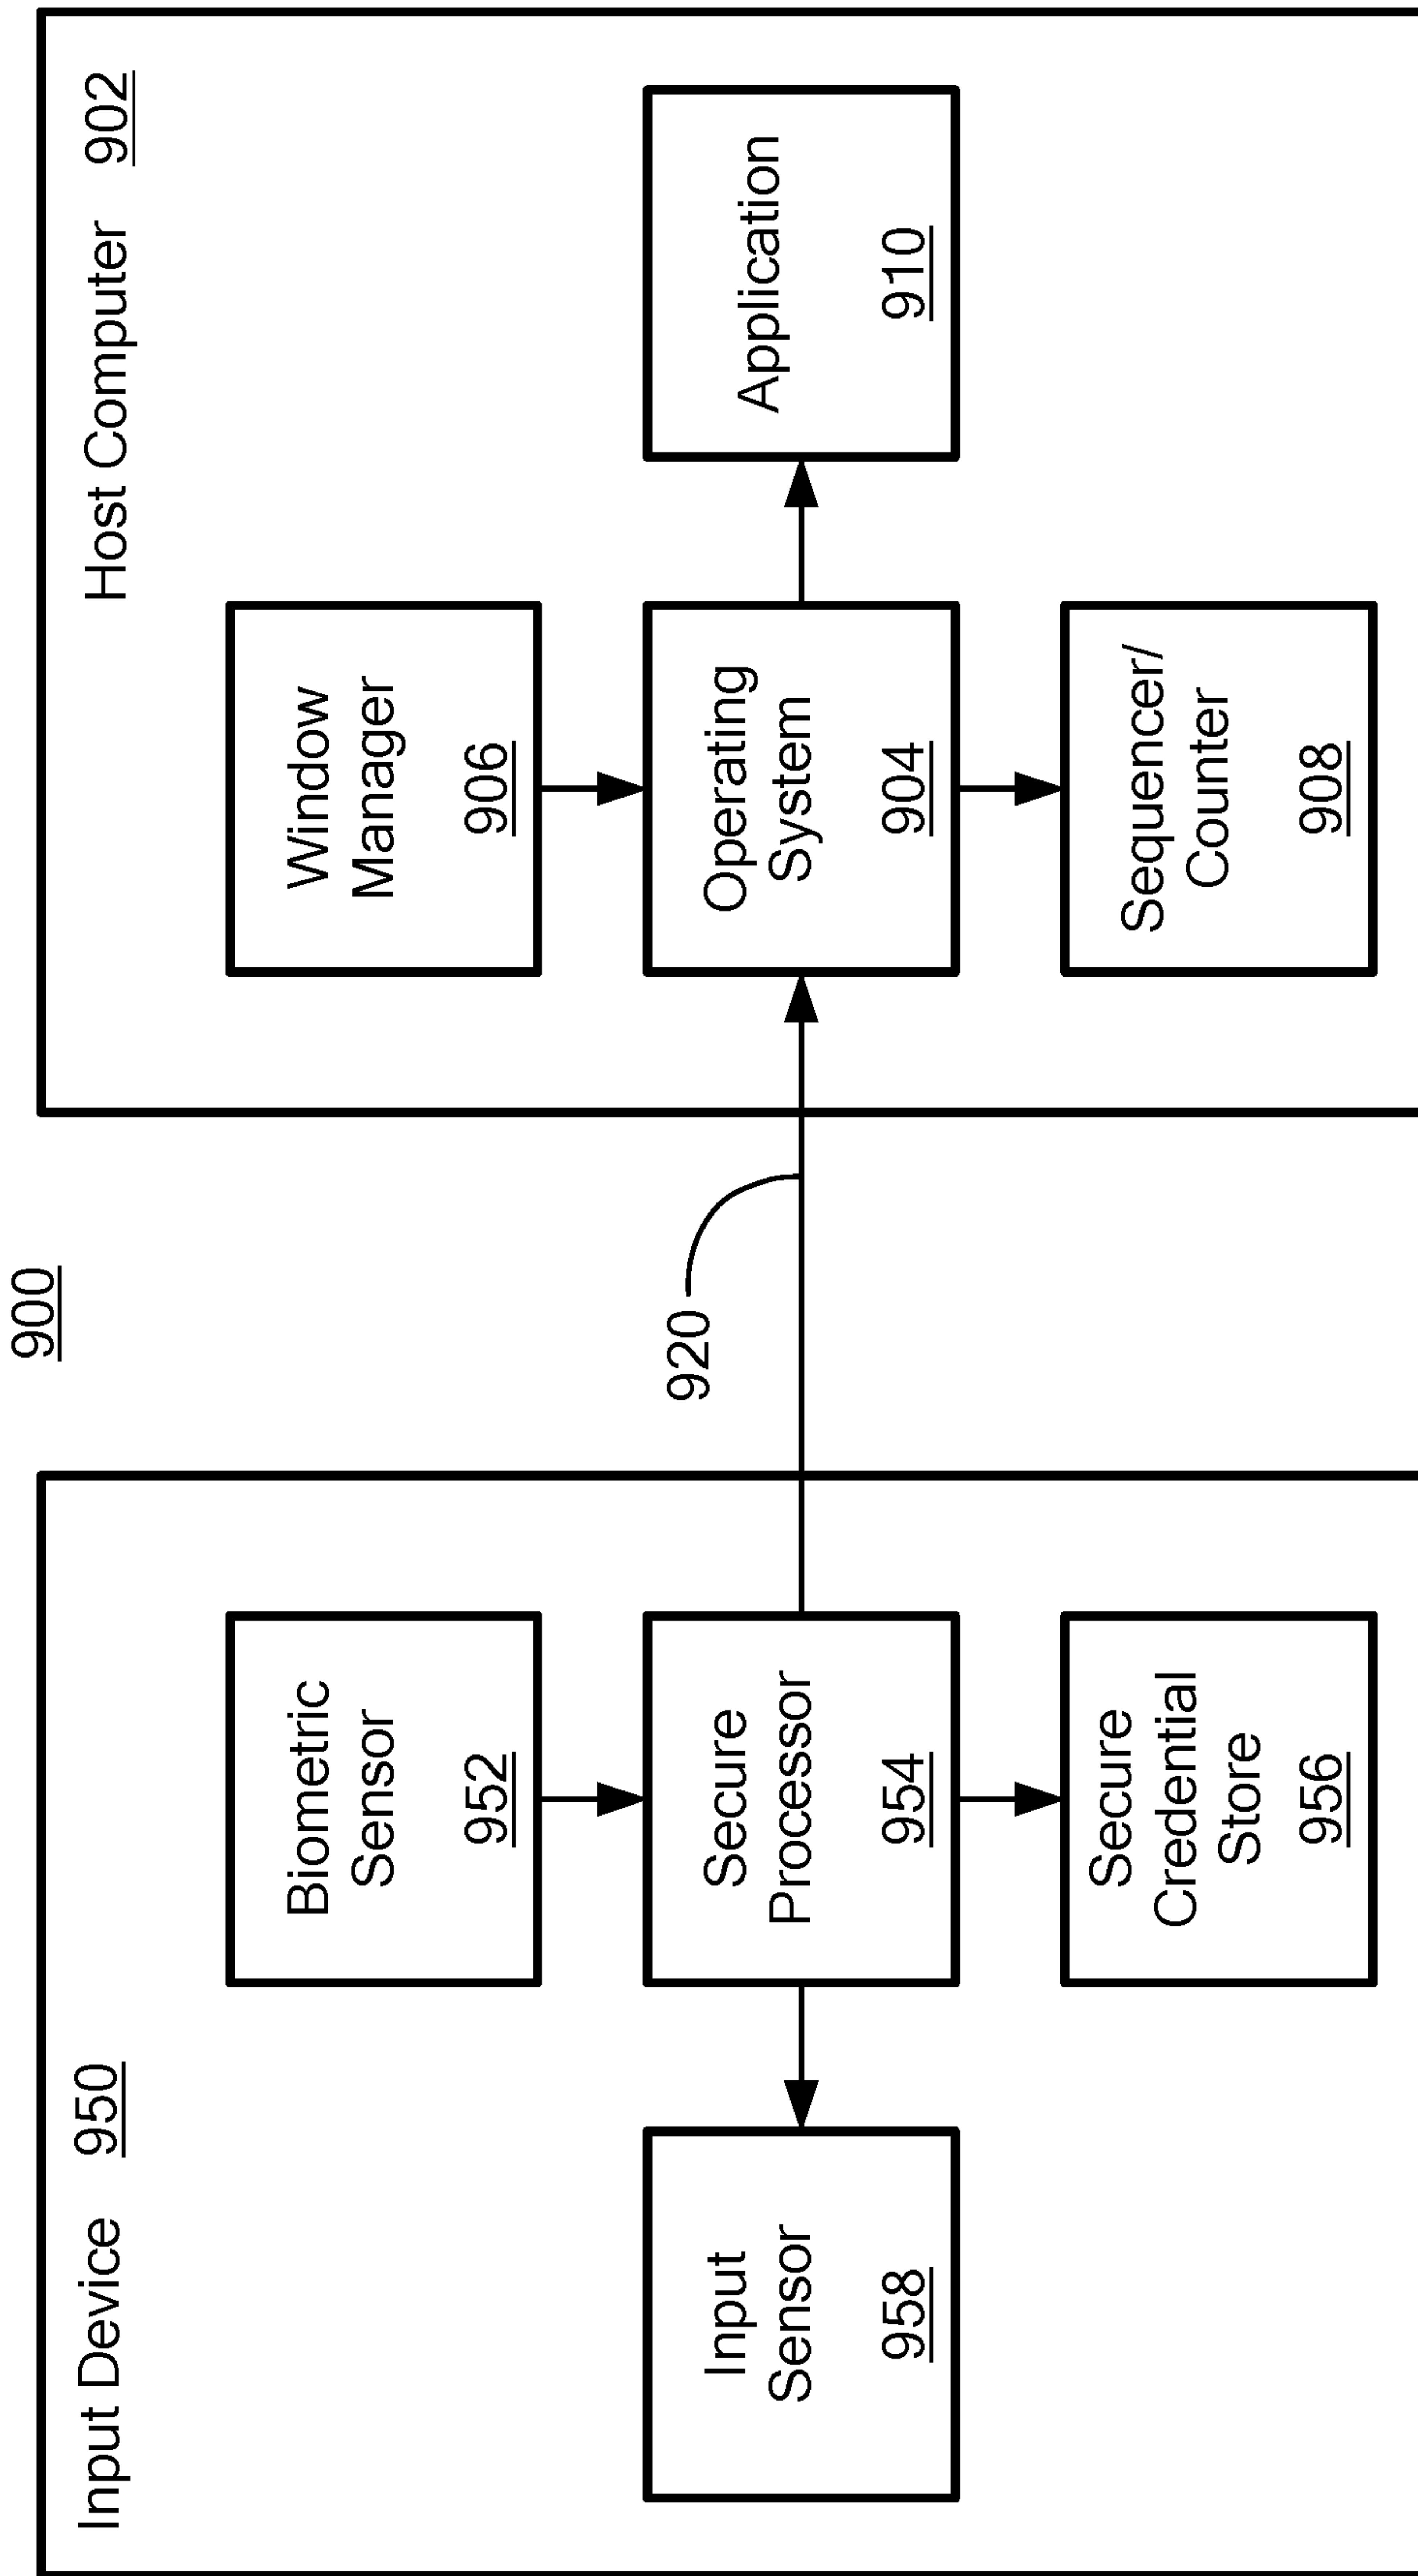 900
Input Device 950
Biometric
Sensor
952
Input
Sensor
958
Secure
Processor
954
Secure
Credential
Store
956
920
Host Computer 902
Window
Manager
906
Operating
System
904
Application
910
Sequencer/
Counter
908